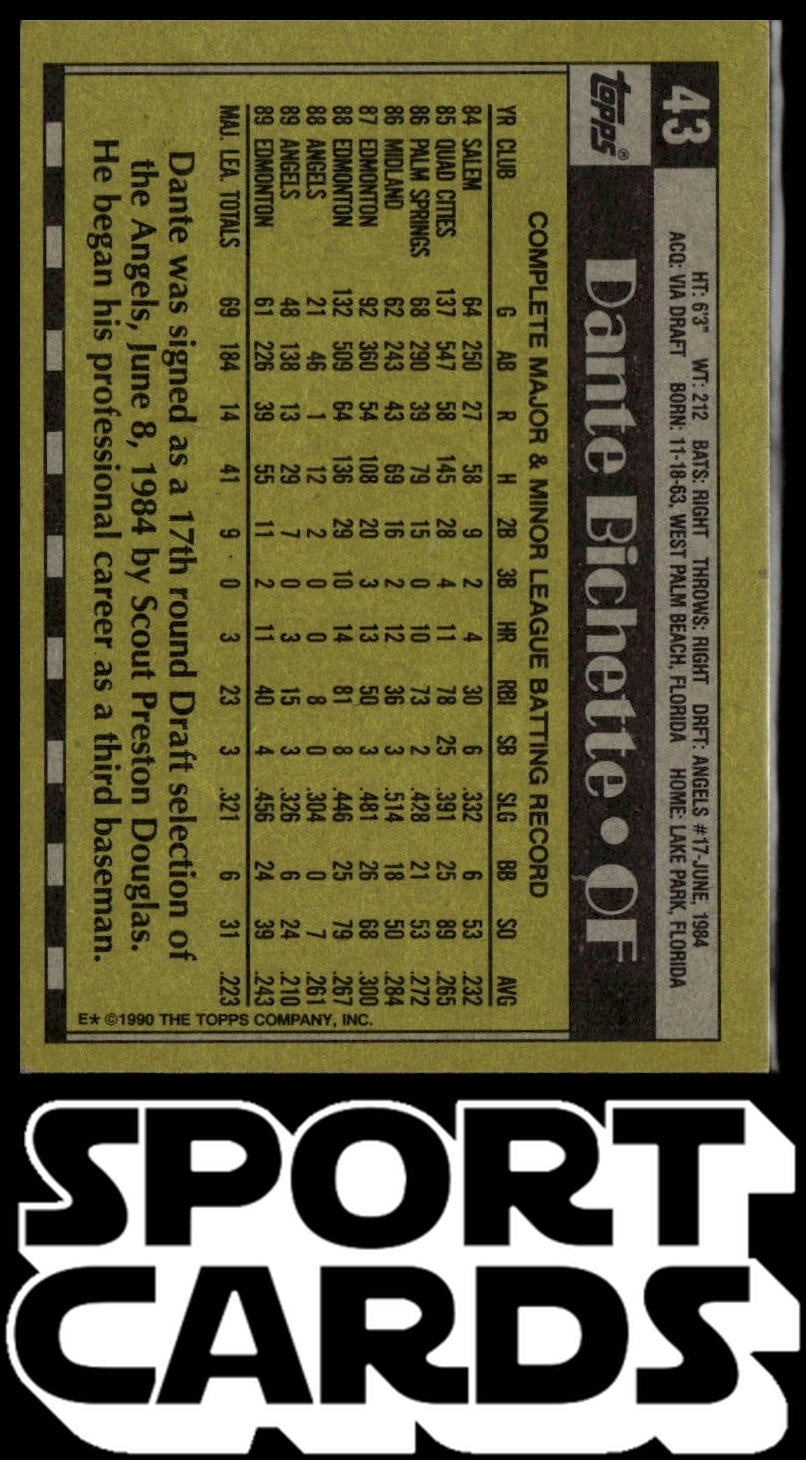 43
HT: 6'3" WT: 212 BATS: RIGHT THROWS: RIGHT DRFT: ANGELS #17-JUNE, 1984
ACQ: VIA DRAFT BORN: 11-18-63, WEST PALM BEACH, FLORIDA HOME: LAKE PARK, FLORIDA
topps®
Dante Bichette • OF
COMPLETE MAJOR & MINOR LEAGUE BATTING RECORD
YR CLUB G AB R H 2B 3B HR RBI SB SLG BB SO AVG
84 SALEM 64 250 27 58 9 2 4 30 6 .332 6 53 .232
85 QUAD CITIES 137 547 58 145 28 4 11 78 25 .391 25 89 .265
86 PALM SPRINGS 68 290 39 79 15 0 10 73 2 .428 21 53 .272
86 MIDLAND 62 243 43 69 16 2 12 36 3 .514 18 50 .284
87 EDMONTON 92 360 54 108 20 3 13 50 3 .481 26 68 .300
88 EDMONTON 132 509 64 136 29 10 14 81 8 .446 25 79 .267
88 ANGELS 21 46 1 12 2 0 0 8 0 .304 0 7 .261
89 ANGELS 48 138 13 29 7 0 3 15 3 .326 6 24 .210
89 EDMONTON 61 226 39 55 11 2 11 40 4 .456 24 39 .243
MAJ. LEA. TOTALS 69 184 14 41 9 0 3 23 3 .321 6 31 .223
Dante was signed as a 17th round Draft selection of
the Angels, June 8, 1984 by Scout Preston Douglas.
He began his professional career as a third baseman.
E* ©1990 THE TOPPS COMPANY, INC.
SPORT
CARDS